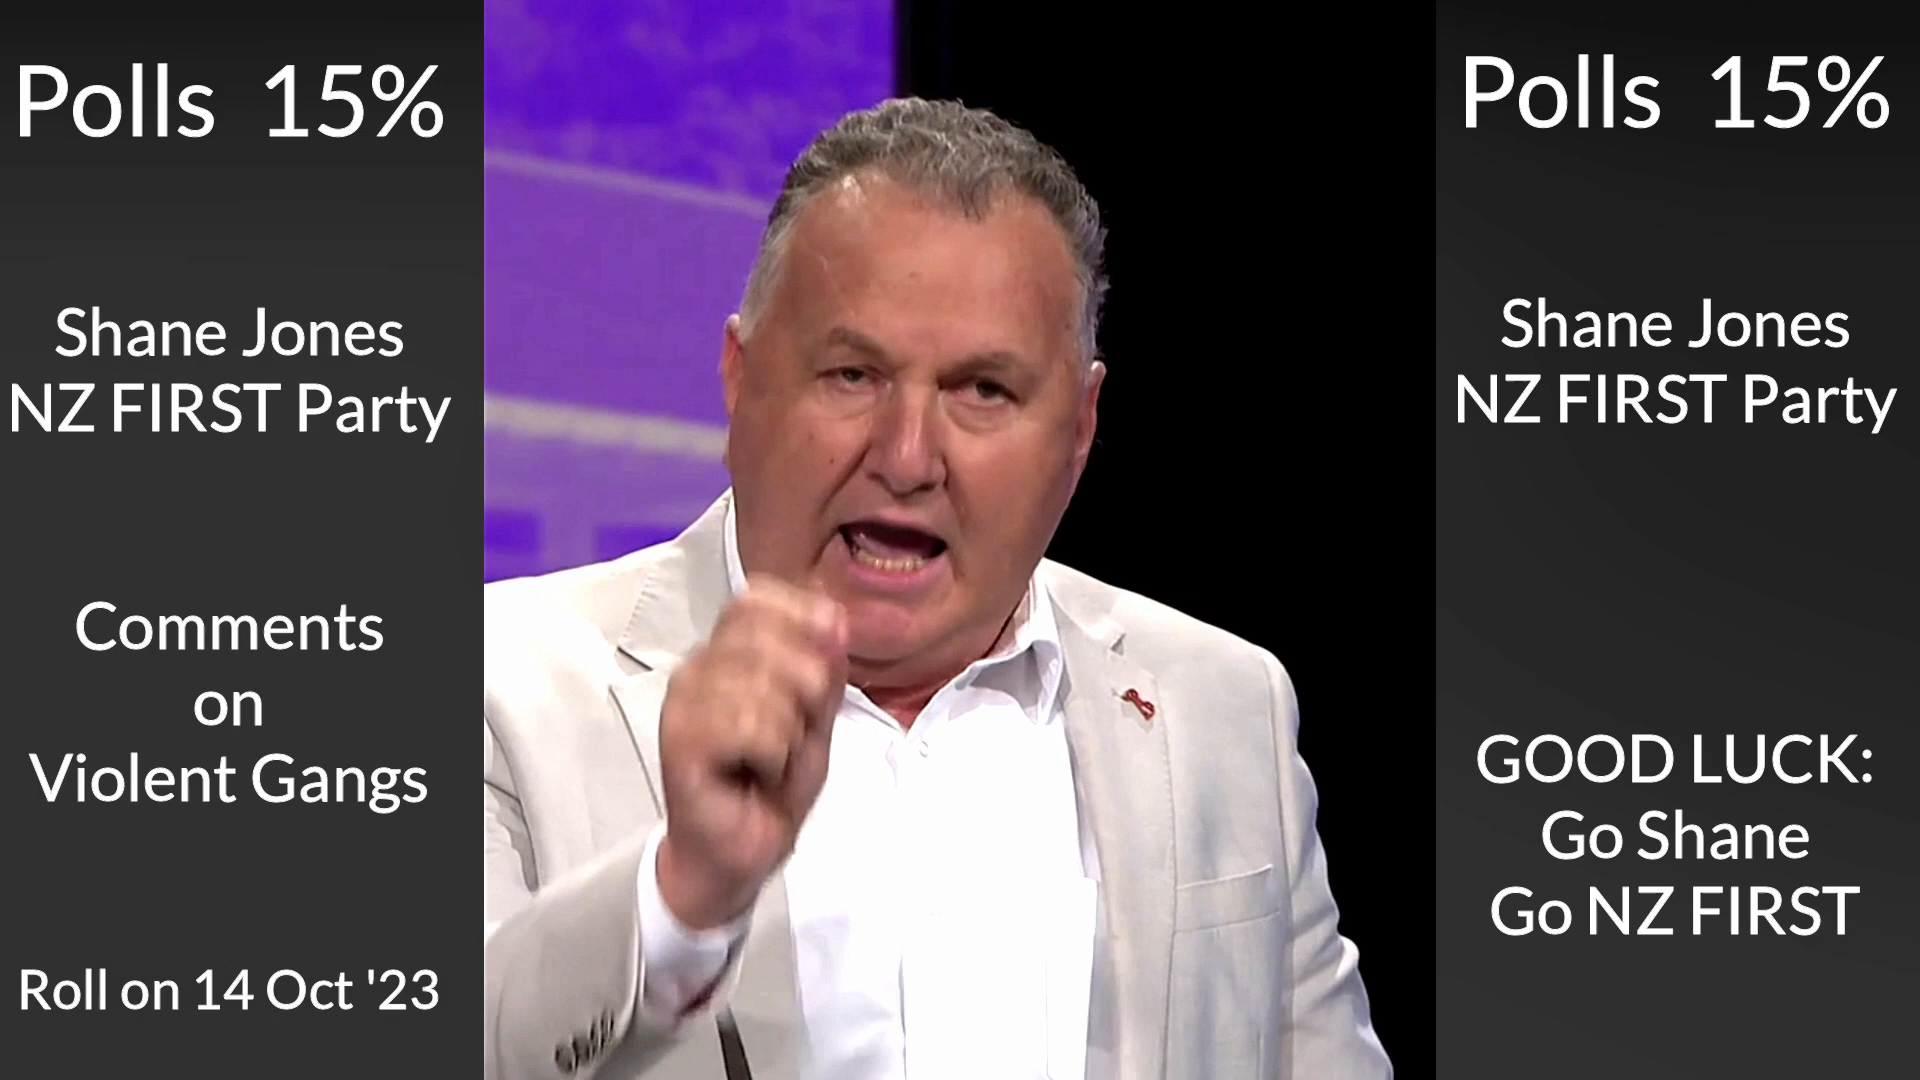 Polls 15%
Shane Jones
NZ FIRST Party
Comments
on
Violent Gangs
Roll on 14 Oct '23
Polls 15%
Shane Jones
NZ FIRST Party
GOOD LUCK:
Go Shane
Go NZ FIRST